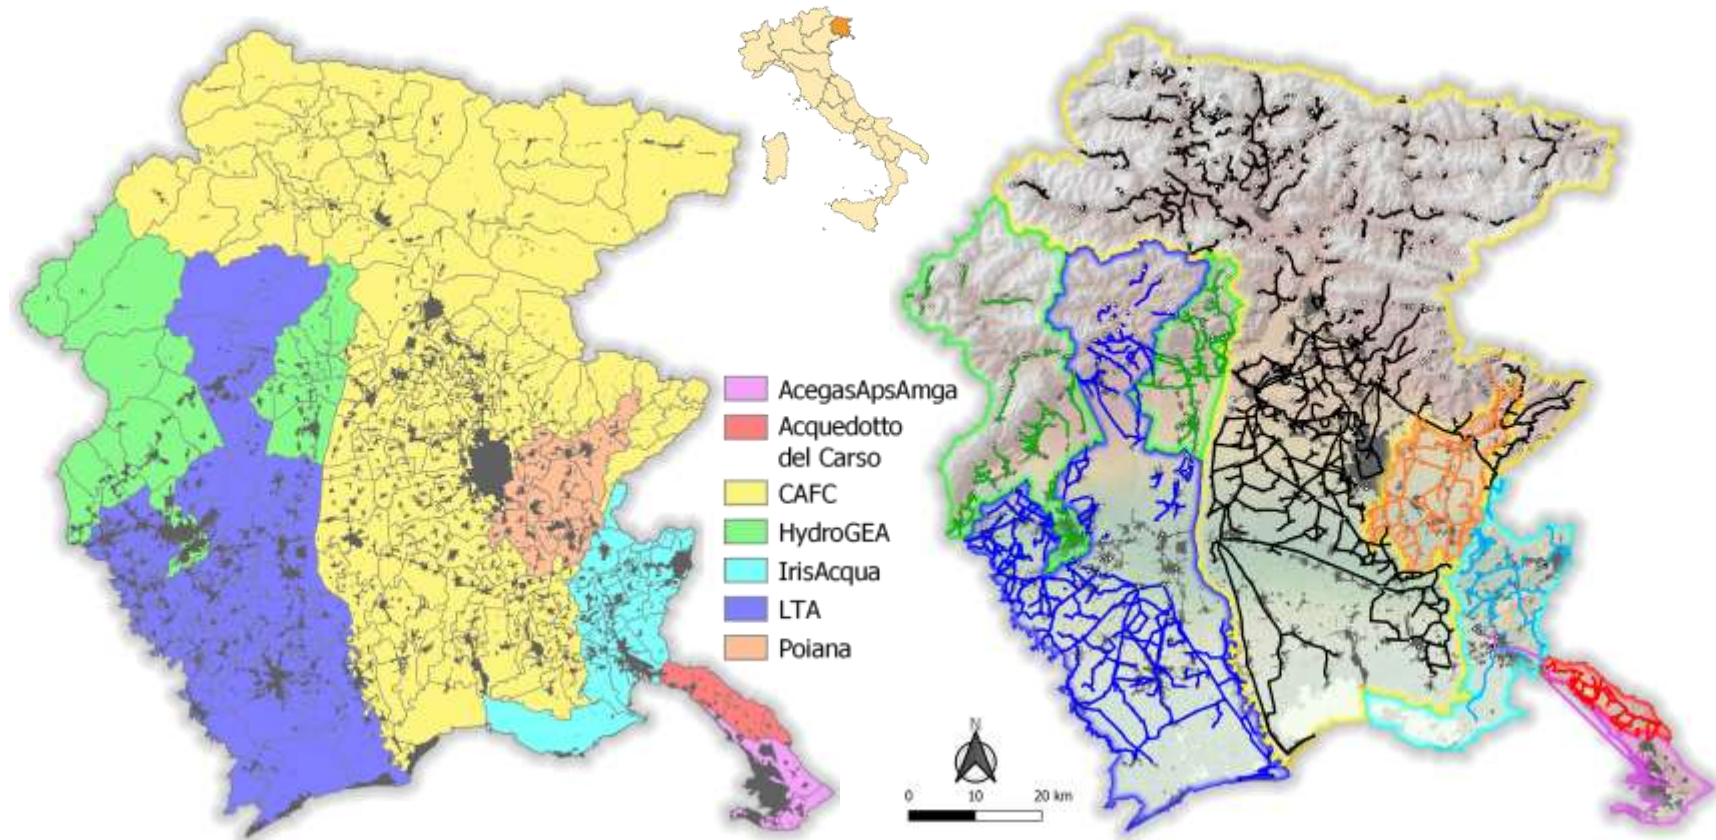 AcegasApsAmga
Acquedotto
del Carso
CAFC
HydroGEA
IrisAcqua
LTA
Poiana
N
0 10 20 km